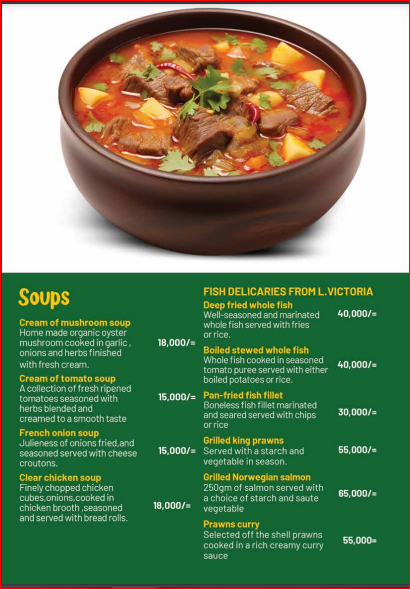 Soups
Cream of mushroom soup
Home made organic oyster
mushroom cooked in garlic ,
onions and herbs finished
with fresh cream.
18,000/=
Cream of tomato soup
A collection of fresh ripened
tomatoes seasoned with
herbs blended and
creamed to a smooth taste
15,000/=
French onion soup
Julieness of onions fried,and
seasoned served with cheese
croutons.
15,000/=
Clear chicken soup
Finely chopped chicken
cubes,onions,cooked in
chicken brooth ,seasoned
and served with bread rolls.
18,000/=
FISH DELICARIES FROM L.VICTORIA
Deep fried whole fish
Well-seasoned and marinated
whole fish served with fries
or rice.
40,000/=
Boiled stewed whole fish
Whole fish cooked in seasoned
tomato puree served with either
boiled potatoes or rice.
40,000/=
Pan-fried fish fillet
Boneless fish fillet marinated
and seared served with chips
or rice
30,000/=
Grilled king prawns
Served with a starch and
vegetable in season.
55,000/=
Grilled Norwegian salmon
250gm of salmon served with
a choice of starch and saute
vegetable
65,000/=
Prawns curry
Selected off the shell prawns
cooked in a rich creamy curry
sauce
55,000=